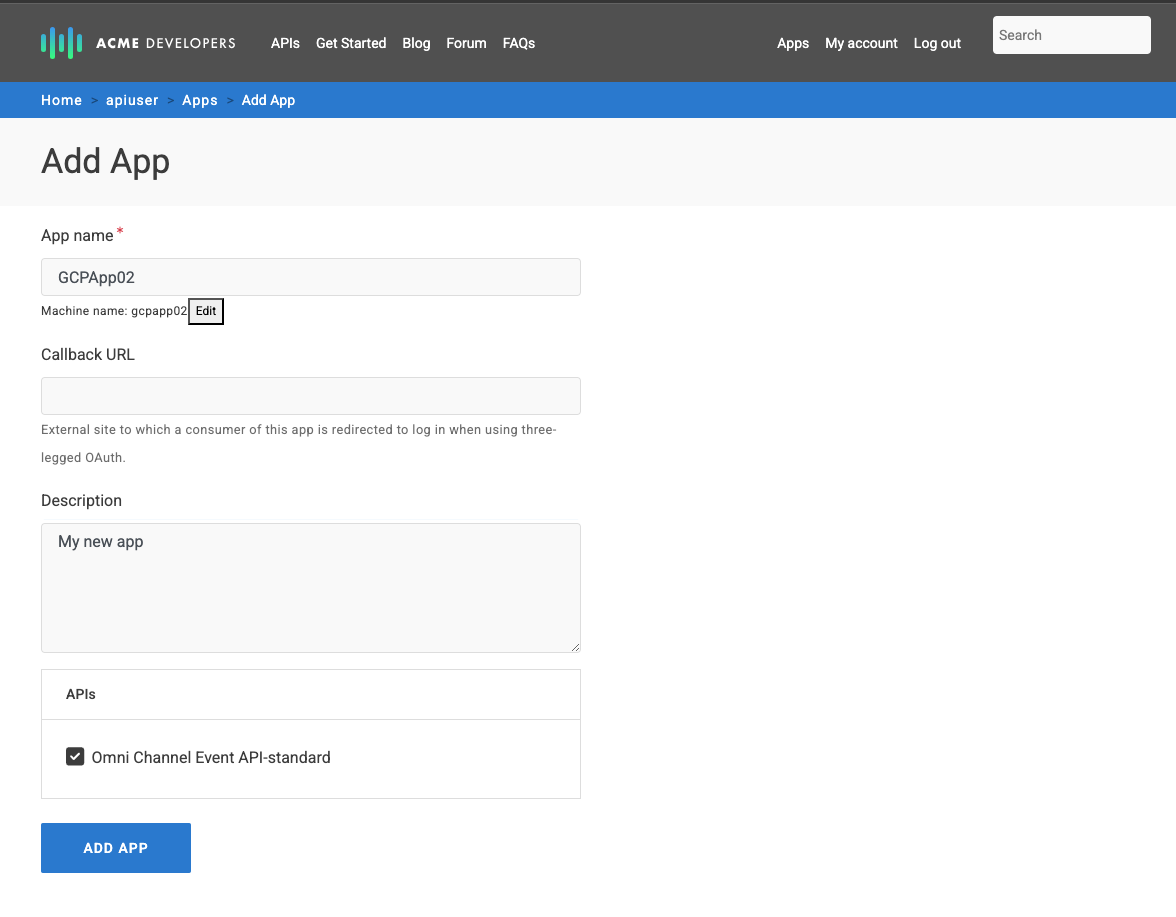 ACME DEVELOPERS APIs Get Started Blog Forum FAQs Apps My account Log out Search
Home > apiuser > Apps > Add App
Add App
App name *
GCPApp02
Machine name: gcpapp02 Edit
Callback URL
External site to which a consumer of this app is redirected to log in when using three-
legged OAuth.
Description
My new app
APIs
Omni Channel Event API-standard
ADD APP